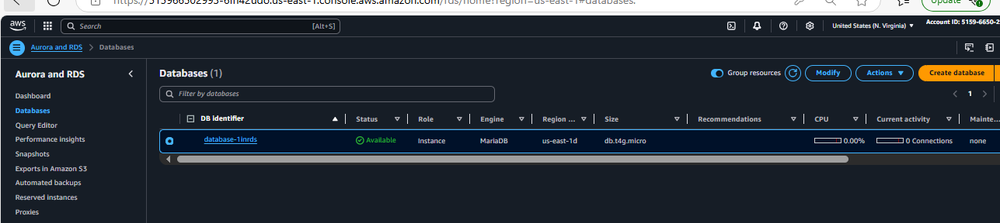 https://515966502993-6in42udo.us-east-1.console.aws.amazon.com/rds/home?region=us-east-1#databases:
Update
aws
Search
[Alt+S]
United States (N. Virginia)
Account ID: 5159-6650-2
Aurora and RDS > Databases
Aurora and RDS
Databases (1)
Group resources
Modify
Actions
Create database
Filter by databases
1
Dashboard
Databases
Query Editor
Performance insights
Snapshots
Exports in Amazon S3
Automated backups
Reserved instances
Proxies
DB identifier
Status
Role
Engine
Region ...
Size
Recommendations
CPU
Current activity
Mainte...
database-1inrds
Available
Instance
MariaDB
us-east-1d
db.t4g.micro
0.00%
0 Connections
none